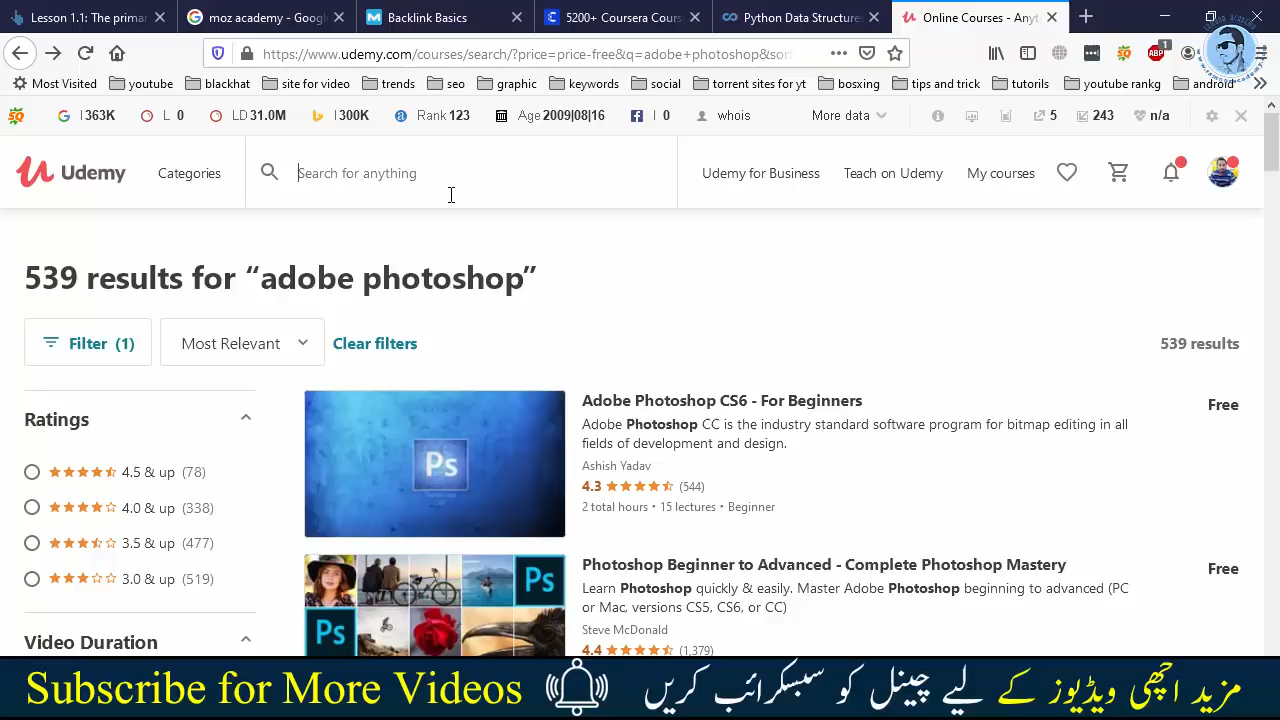 Lesson 1.1: The primar
moz academy - Google
Backlink Basics
5200+ Coursera Cours
Python Data Structures
Online Courses - Anyt
https://www.udemy.com/courses/search/?price=price-free&q=adobe+photoshop&sort
Most Visited
youtube
blackhat
site for video
trends
seo
graphic
keywords
social
torrent sites for y
bosxing
tips and trick
tutorils
youtube rankg
android
I 363K
L 0
LD 31.0M
I 300K
Rank 123
Age 2009|08|16
I 0
whois
More data
5
243
n/a
Udemy
Categories
Search for anything
Udemy for Business
Teach on Udemy
My courses
539 results for “adobe photoshop”
Filter (1)
Most Relevant
Clear filters
539 results
Ratings
4.5 & up (78)
4.0 & up (338)
3.5 & up (477)
3.0 & up (519)
Video Duration
Adobe Photoshop CS6 - For Beginners
Free
Adobe Photoshop CC is the industry standard software program for bitmap editing in all
fields of development and design.
Ashish Yadav
4.3 (544)
2 total hours • 15 lectures • Beginner
Photoshop Beginner to Advanced - Complete Photoshop Mastery
Free
Learn Photoshop quickly & easily. Master Adobe Photoshop beginning to advanced (PC
or Mac, versions CS5, CS6, or CC)
Steve McDonald
4.4 (1,379)
Ps
Ps
Ps
Subscribe for More Videos
مزید اچھی ویڈیوز کے لیے چینل کو سبسکرائب کریں